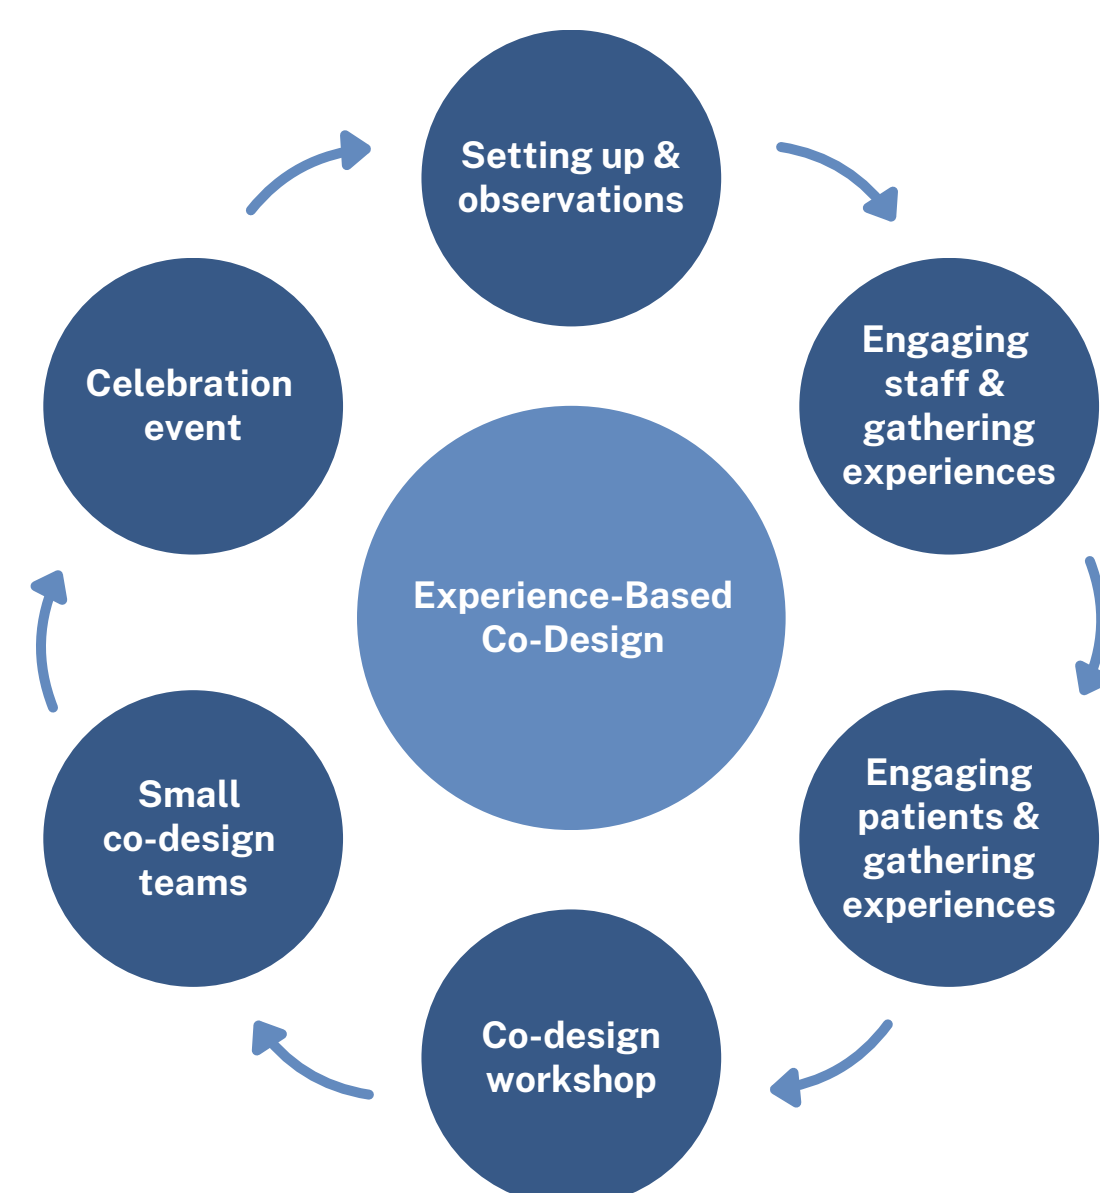 Setting up &
observations
Engaging
staff &
gathering
experiences
Engaging
patients &
gathering
experiences
Co-design
workshop
Small
co-design
teams
Celebration
event
Experience-Based
Co-Design